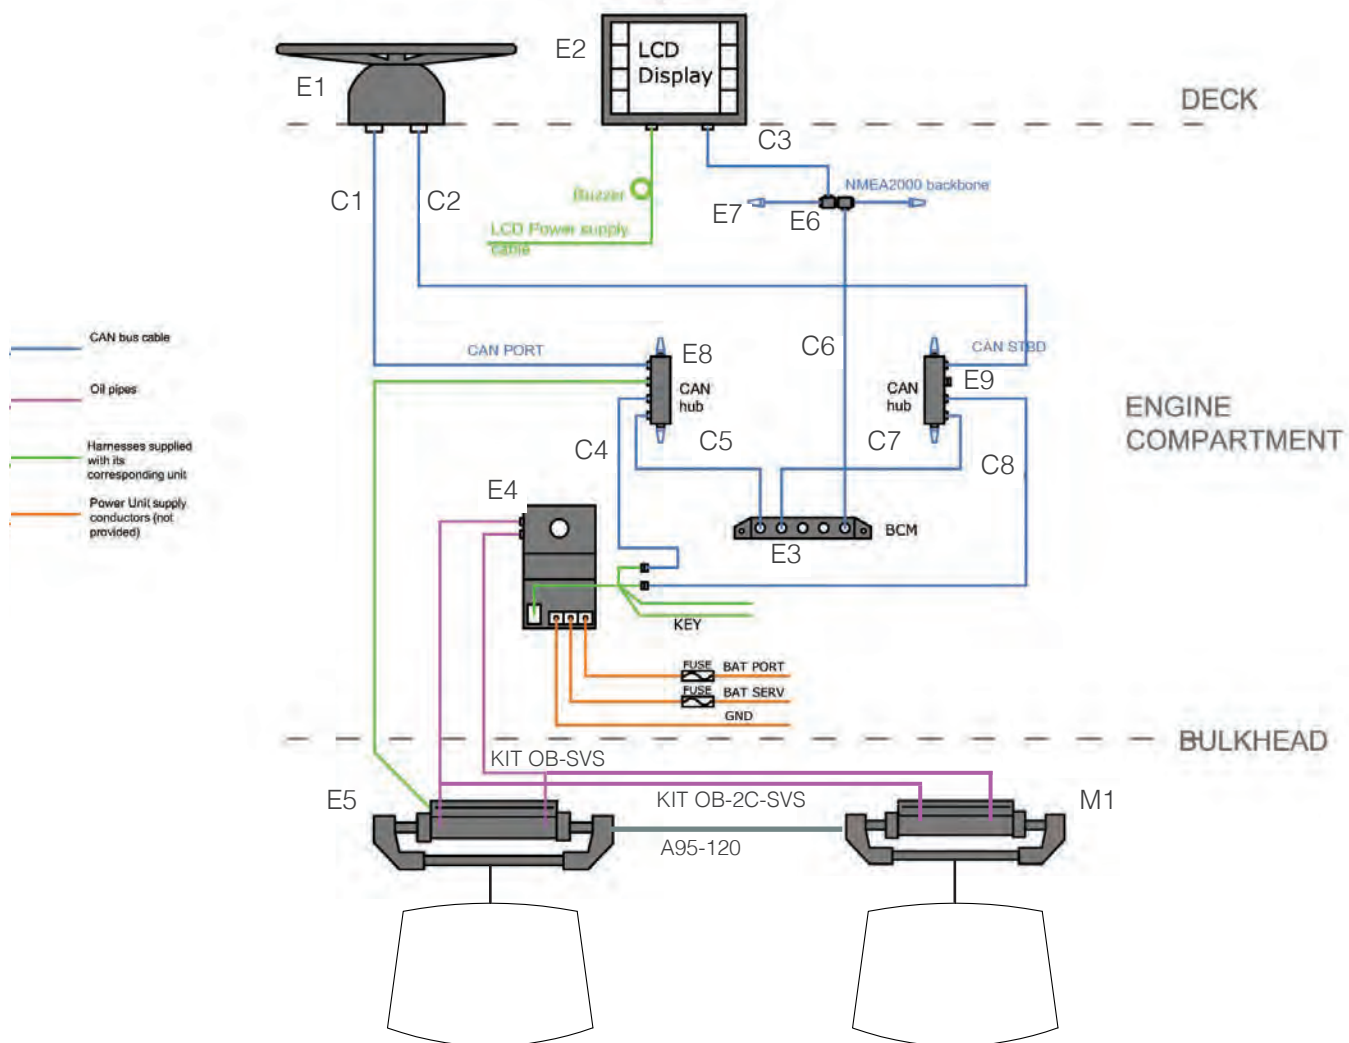 E1
E2
LCD
Display
DECK
C3
C1
C2
Buzzer
NMEA2000 backbone
E7
E6
LCD Power supply
cable
CAN bus cable
CAN PORT
E8
C6
CAN STBD
E9
Oil pipes
CAN
hub
CAN
hub
ENGINE
COMPARTMENT
Harnesses supplied
with its
corresponding unit
C4
C5
C7
C8
Power Unit supply
conductors (not
provided)
E4
E3
BCM
KEY
FUSE
BAT PORT
FUSE
BAT SERV
GND
BULKHEAD
KIT OB-SVS
E5
KIT OB-2C-SVS
M1
A95-120